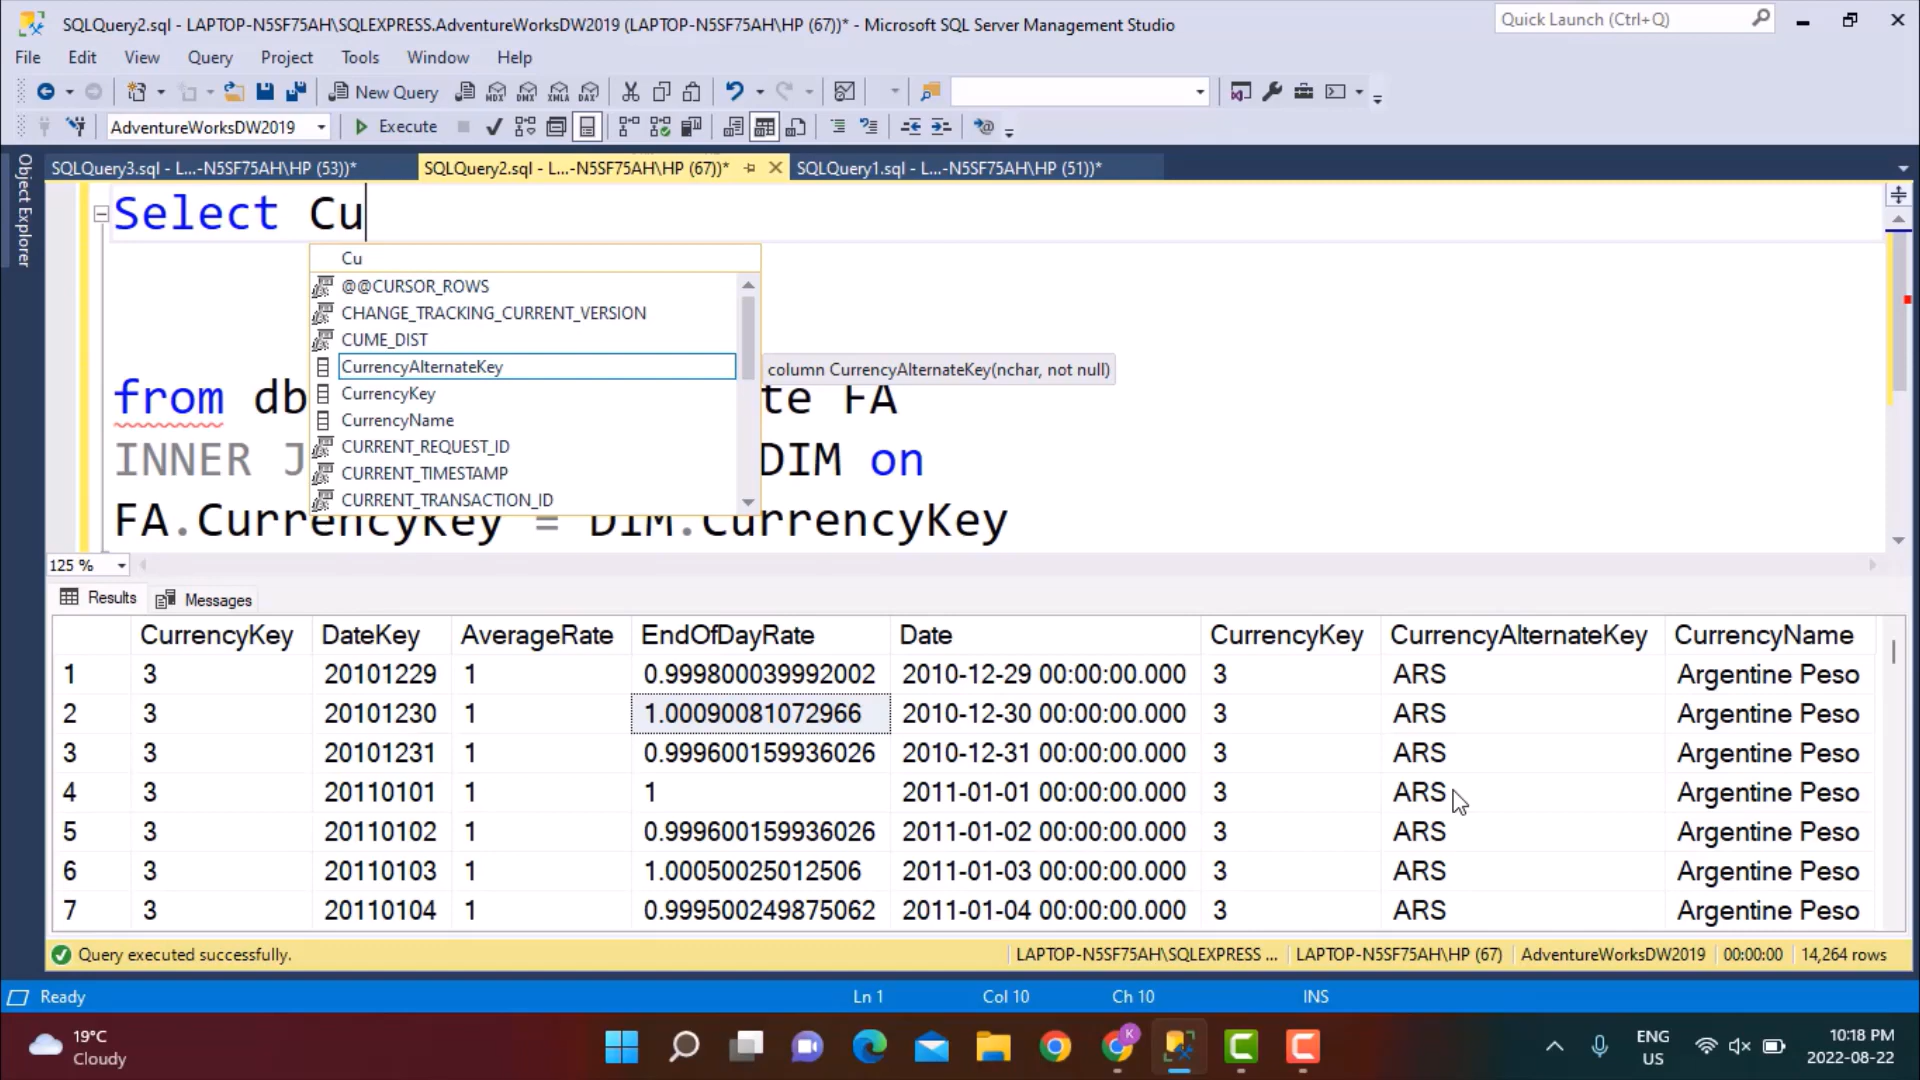 SQLQuery2.sql - LAPTOP-N5SF75AH\SQLEXPRESS.AdventureWorksDW2019 (LAPTOP-N5SF75AH\HP (67))* - Microsoft SQL Server Management Studio
Quick Launch (Ctrl+Q)
File Edit View Query Project Tools Window Help
New Query MDX DMX XMLA DAX
AdventureWorksDW2019 Execute
SQLQuery3.sql - L...-N5SF75AH\HP (53))* SQLQuery2.sql - L...-N5SF75AH\HP (67))* SQLQuery1.sql - L...-N5SF75AH\HP (51))*
Object Explorer
Select Cu
Cu
@@CURSOR_ROWS
CHANGE_TRACKING_CURRENT_VERSION
CUME_DIST
CurrencyAlternateKey
column CurrencyAlternateKey(nchar, not null)
CurrencyKey
CurrencyName
CURRENT_REQUEST_ID
CURRENT_TIMESTAMP
CURRENT_TRANSACTION_ID
from db te FA
INNER J DIM on
FA.CurrencyKey = DIM.CurrencyKey
125 %
Results Messages
CurrencyKey DateKey AverageRate EndOfDayRate Date CurrencyKey CurrencyAlternateKey CurrencyName
1 3 20101229 1 0.999800039992002 2010-12-29 00:00:00.000 3 ARS Argentine Peso
2 3 20101230 1 1.00090081072966 2010-12-30 00:00:00.000 3 ARS Argentine Peso
3 3 20101231 1 0.999600159936026 2010-12-31 00:00:00.000 3 ARS Argentine Peso
4 3 20110101 1 1 2011-01-01 00:00:00.000 3 ARS Argentine Peso
5 3 20110102 1 0.999600159936026 2011-01-02 00:00:00.000 3 ARS Argentine Peso
6 3 20110103 1 1.00050025012506 2011-01-03 00:00:00.000 3 ARS Argentine Peso
7 3 20110104 1 0.999500249875062 2011-01-04 00:00:00.000 3 ARS Argentine Peso
Query executed successfully. LAPTOP-N5SF75AH\SQLEXPRESS ... LAPTOP-N5SF75AH\HP (67) AdventureWorksDW2019 00:00:00 14,264 rows
Ready Ln 1 Col 10 Ch 10 INS
19°C
Cloudy
K
ENG
US
10:18 PM
2022-08-22